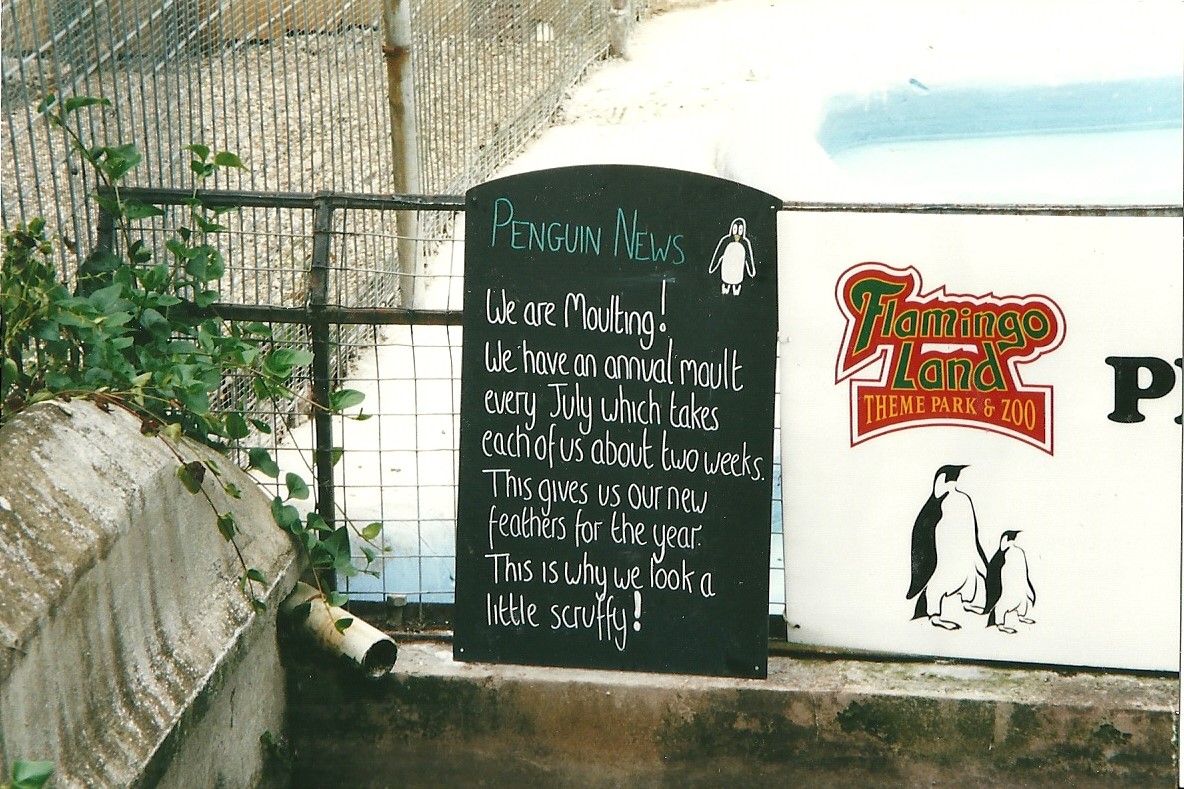 PENGUIN NEWS
We are Moulting!
We have an annual moult
every July which takes
each of us about two weeks.
This gives us our new
feathers for the year.
This is why we look a
little scruffy!
Flamingo
Land
THEME PARK & ZOO
P